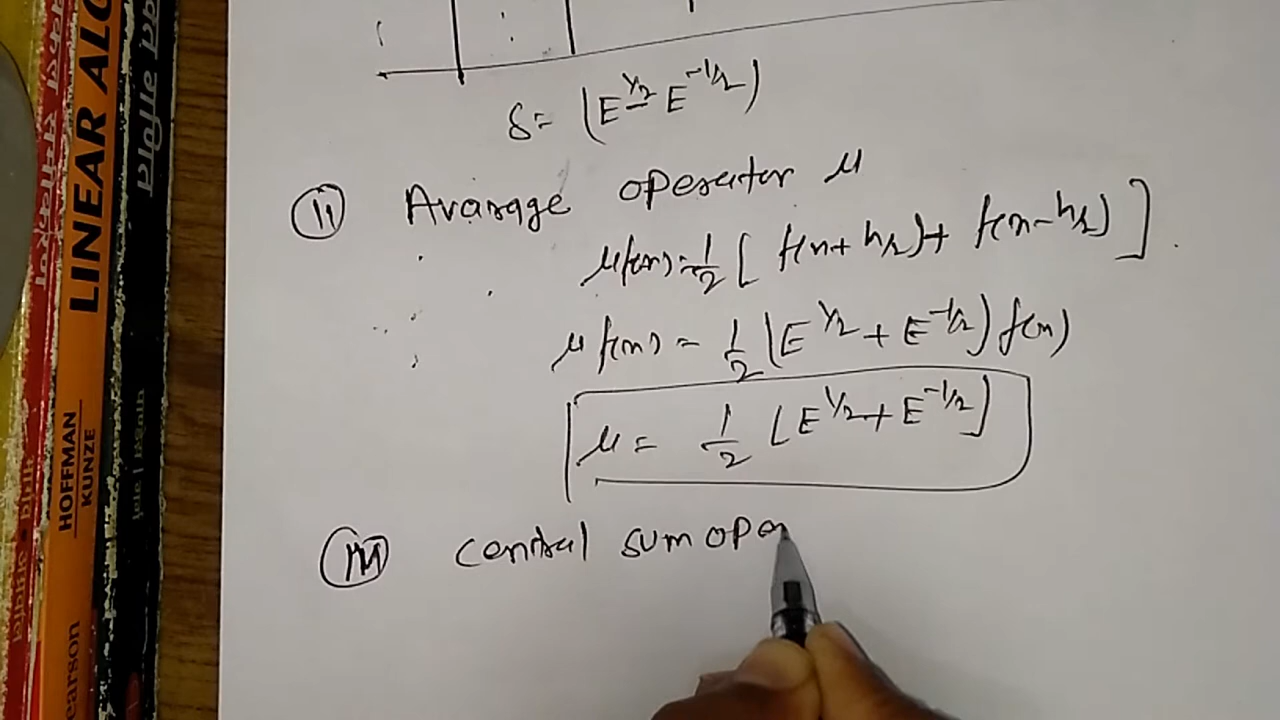 δ = (E^1/2 - E^-1/2)
(II) Avarage operator μ
μf(x) = 1/2 [ f(x + h/2) + f(x - h/2) ]
μ f(x) = 1/2 (E^1/2 + E^-1/2) f(x)
μ = 1/2 [E^1/2 + E^-1/2]
(III) Central sum oper
LINEAR ALG
HOFFMAN
KUNZE
earson